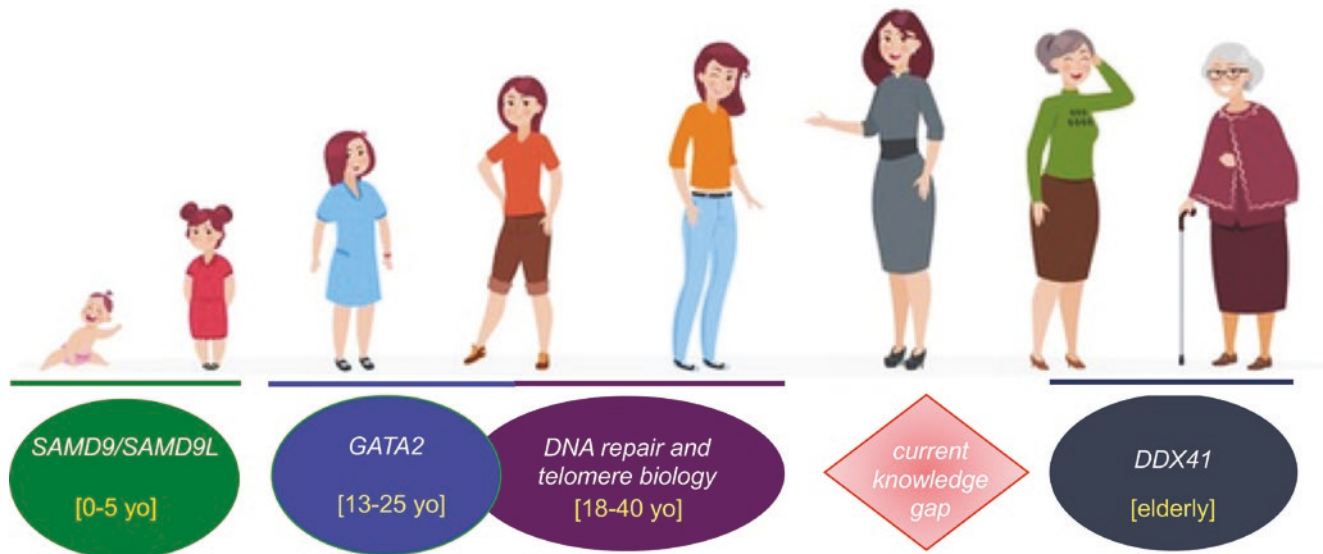 SAMD9/SAMD9L
[0-5 yo]
GATA2
[13-25 yo]
DNA repair and
telomere biology
[18-40 yo]
current
knowledge
gap
DDX41
[elderly]